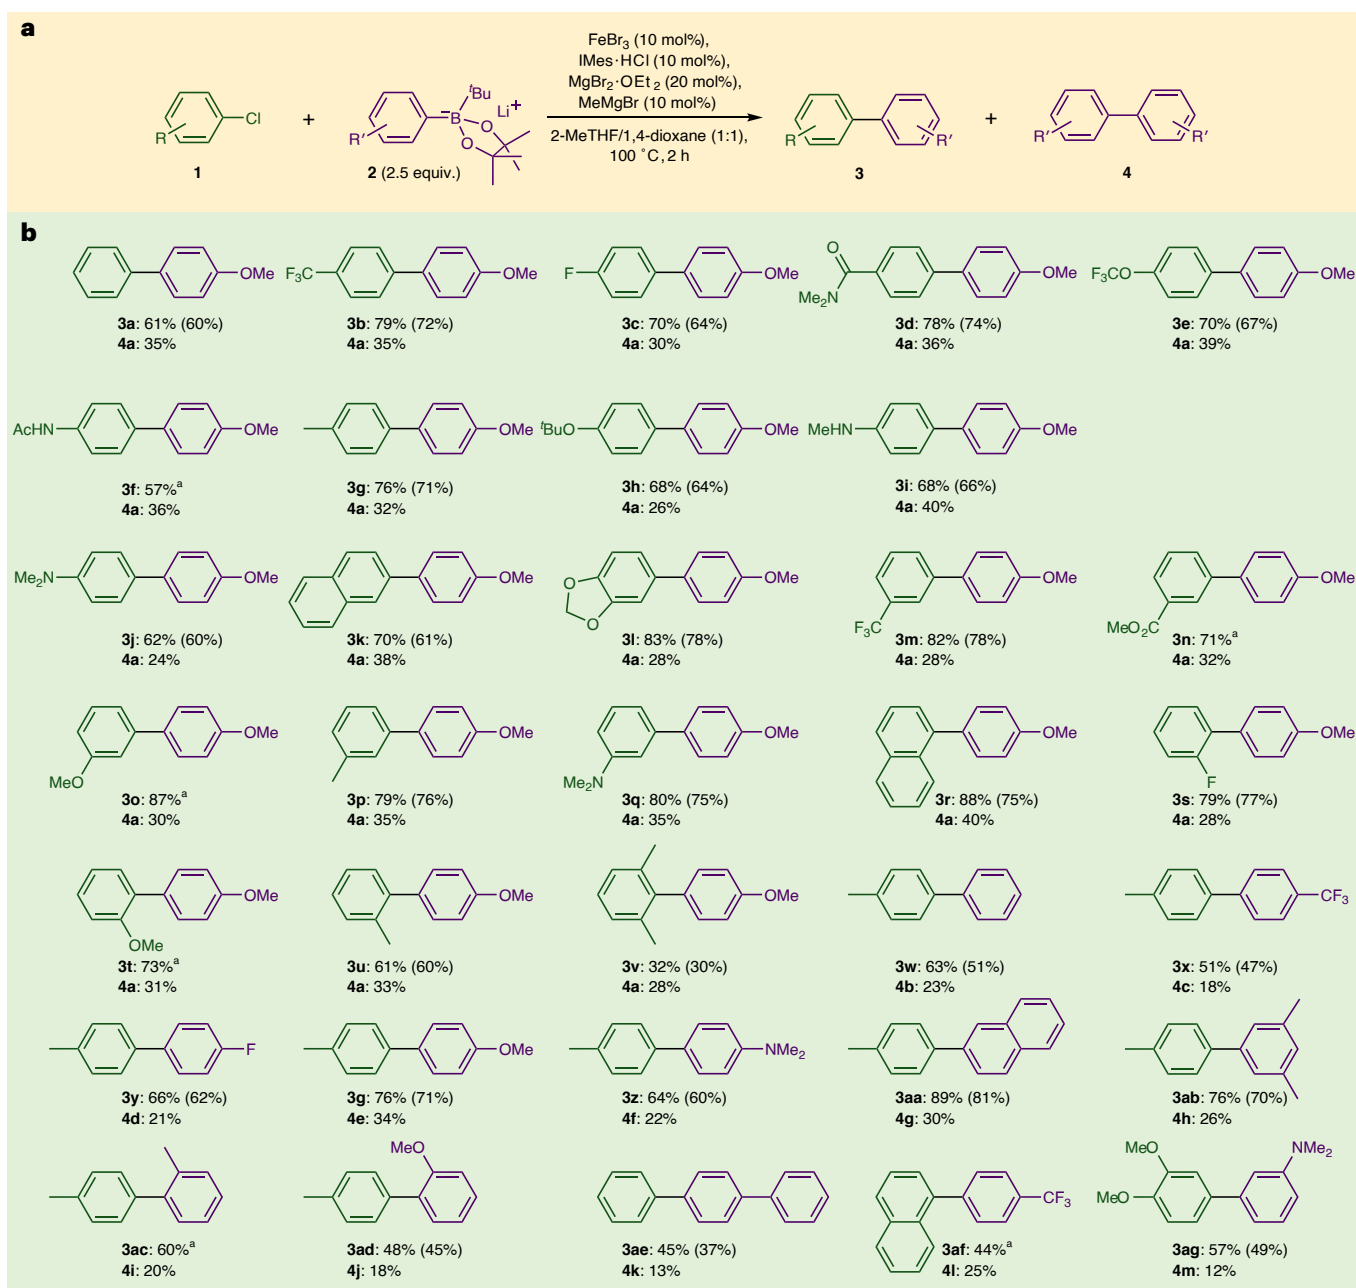 a
FeBr3 (10 mol%),
IMes·HCl (10 mol%),
MgBr2·OEt2 (20 mol%),
MeMgBr (10 mol%)
2-MeTHF/1,4-dioxane (1:1),
100 °C, 2 h
R Cl + R' B– tBu Li+ O O R R' + R' R'
1 2 (2.5 equiv.) 3 4
b
OMe F3C OMe F OMe O Me2N OMe F3C O OMe
3a: 61% (60%) 3b: 79% (72%) 3c: 70% (64%) 3d: 78% (74%) 3e: 70% (67%)
4a: 35% 4a: 35% 4a: 30% 4a: 36% 4a: 39%
AcHN OMe OMe tBuO OMe MeHN OMe
3f: 57%a 3g: 76% (71%) 3h: 68% (64%) 3i: 68% (66%)
4a: 36% 4a: 32% 4a: 26% 4a: 40%
Me2N OMe OMe O O OMe F3C OMe MeO2C OMe
3j: 62% (60%) 3k: 70% (61%) 3l: 83% (78%) 3m: 82% (78%) 3n: 71%a
4a: 24% 4a: 38% 4a: 28% 4a: 28% 4a: 32%
MeO OMe OMe Me2N OMe OMe F OMe
3o: 87%a 3p: 79% (76%) 3q: 80% (75%) 3r: 88% (75%) 3s: 79% (77%)
4a: 30% 4a: 35% 4a: 35% 4a: 40% 4a: 28%
OMe OMe OMe OMe CF3
3t: 73%a 3u: 61% (60%) 3v: 32% (30%) 3w: 63% (51%) 3x: 51% (47%)
4a: 31% 4a: 33% 4a: 28% 4b: 23% 4c: 18%
F OMe NMe2
3y: 66% (62%) 3g: 76% (71%) 3z: 64% (60%) 3aa: 89% (81%) 3ab: 76% (70%)
4d: 21% 4e: 34% 4f: 22% 4g: 30% 4h: 26%
MeO CF3 MeO MeO NMe2
3ac: 60%a 3ad: 48% (45%) 3ae: 45% (37%) 3af: 44%a 3ag: 57% (49%)
4i: 20% 4j: 18% 4k: 13% 4l: 25% 4m: 12%